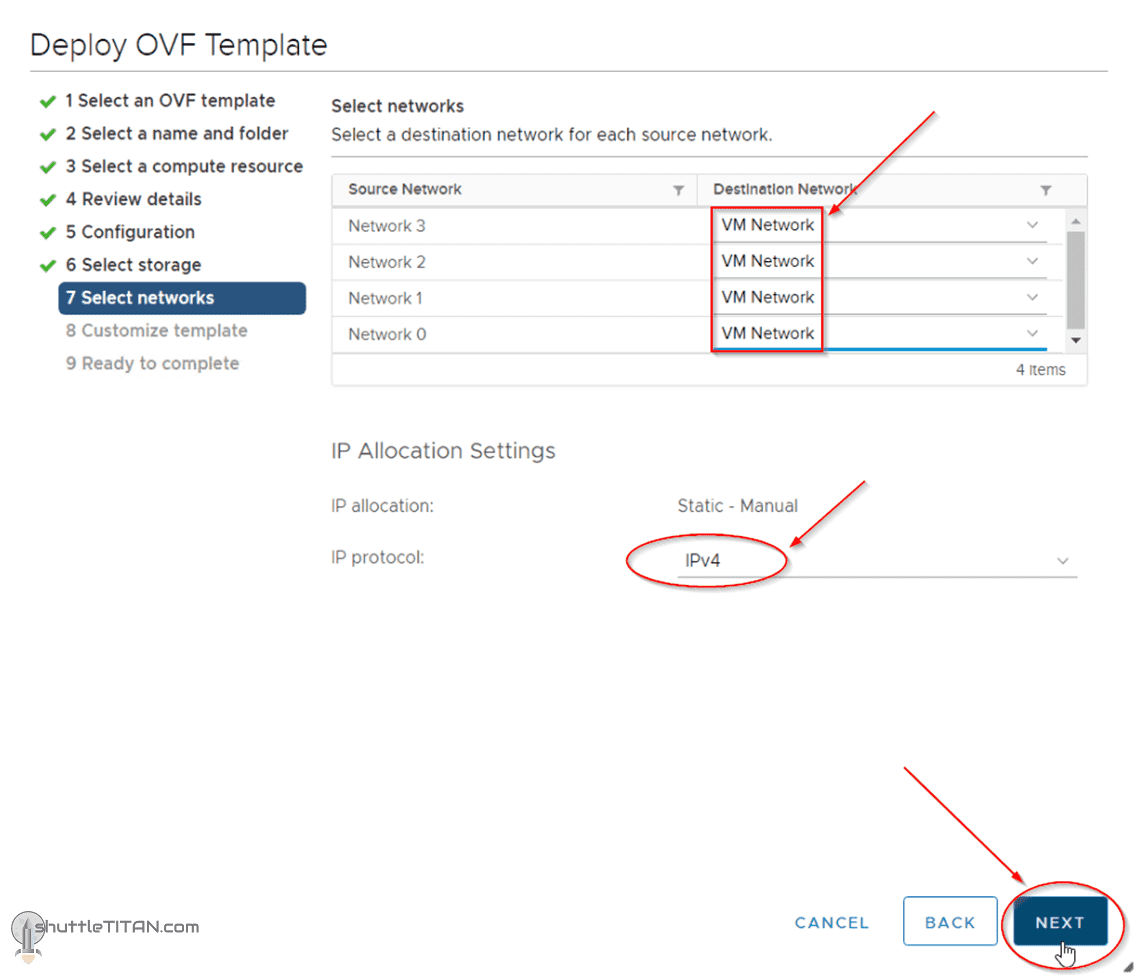 Deploy OVF Template
1 Select an OVF template
2 Select a name and folder
3 Select a compute resource
4 Review details
5 Configuration
6 Select storage
7 Select networks
8 Customize template
9 Ready to complete
Select networks
Select a destination network for each source network.
Source Network Destination Network
Network 3 VM Network
Network 2 VM Network
Network 1 VM Network
Network 0 VM Network
4 items
IP Allocation Settings
IP allocation: Static - Manual
IP protocol: IPv4
CANCEL BACK NEXT
shuttleTITAN.com